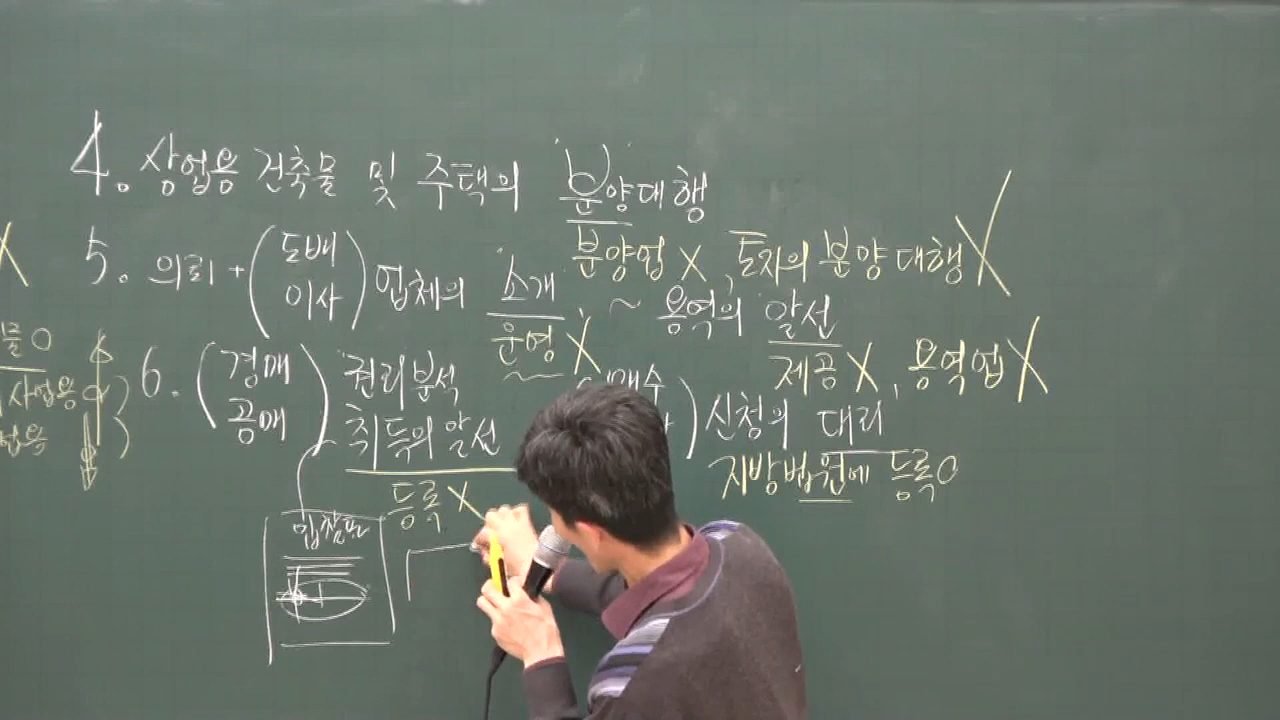 4. 상업용 건축물 및 주택의 분양대행
분양업 X, 토지의 분양대행 X
5. 의뢰 + (도배 이사) 업체의 소개 ~ 용역의 알선
운영 X
제공 X, 용역업 X
6. (경매 공매) 권리분석 취득의 알선
매수
신청의 대리
등록 X
지방법원에 등록 O
물 O
사업용